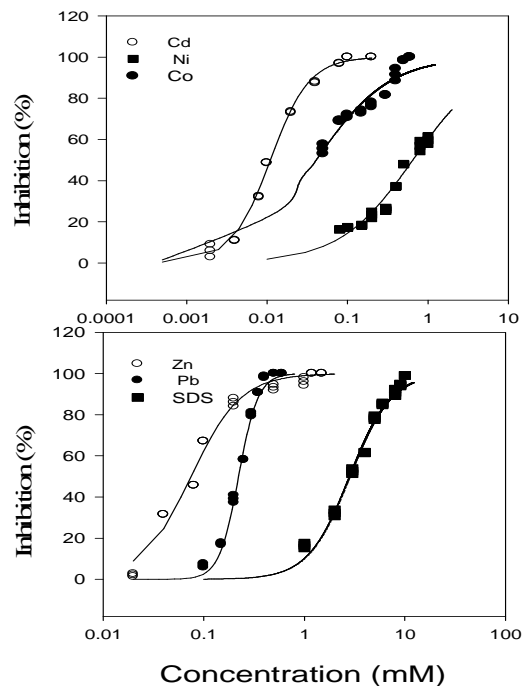 120
100
80
60
40
20
0
Inhibition (%)
Cd
Ni
Co
0.0001 0.001 0.01 0.1 1 10
120
100
80
60
40
20
0
Inhibition (%)
Zn
Pb
SDS
0.01 0.1 1 10 100
Concentration (mM)